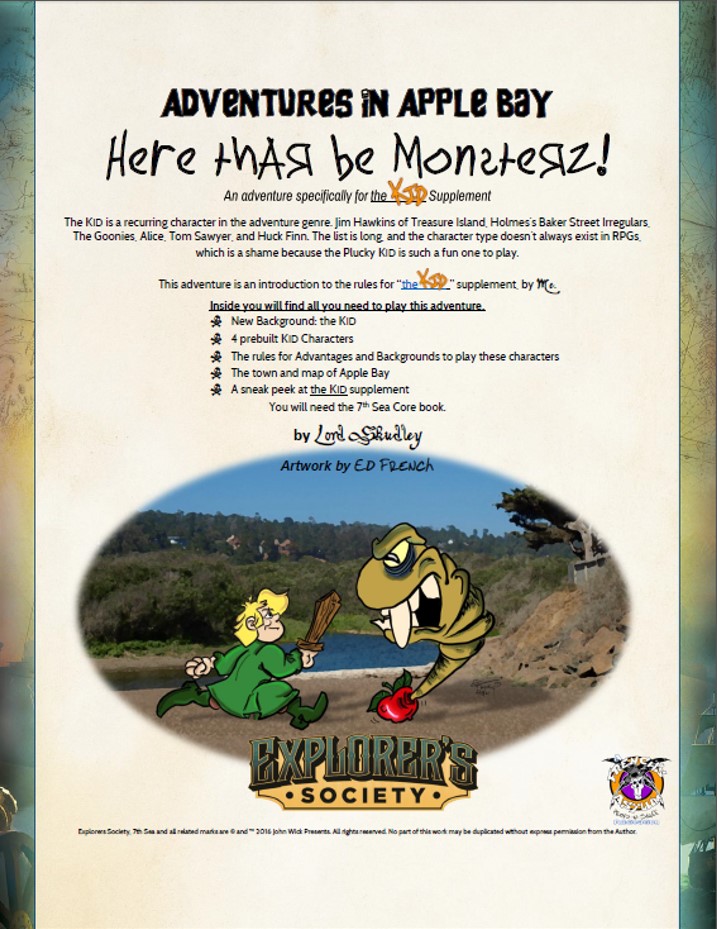 ADVENTURES IN APPLE BAY
Here thAR be Monsterz!
An adventure specifically for the KID Supplement
The KID is a recurring character in the adventure genre. Jim Hawkins of Treasure Island, Holmes's Baker Street Irregulars,
The Goonies, Alice, Tom Sawyer, and Huck Finn. The list is long, and the character type doesn't always exist in RPGs,
which is a shame because the Plucky KID is such a fun one to play.
This adventure is an introduction to the rules for "the KID" supplement, by Me.
Inside you will find all you need to play this adventure.
New Background: the KID
4 prebuilt KID Characters
The rules for Advantages and Backgrounds to play these characters
The town and map of Apple Bay
A sneak peek at the KID supplement
You will need the 7th Sea Core book.
by Lord Skudley
Artwork by ED FRENCH
EXPLORER'S
SOCIETY
Explorers Society, 7th Sea and all related marks are © and ™ 2016 John Wick Presents. All rights reserved. No part of this work may be duplicated without express permission from the Author.